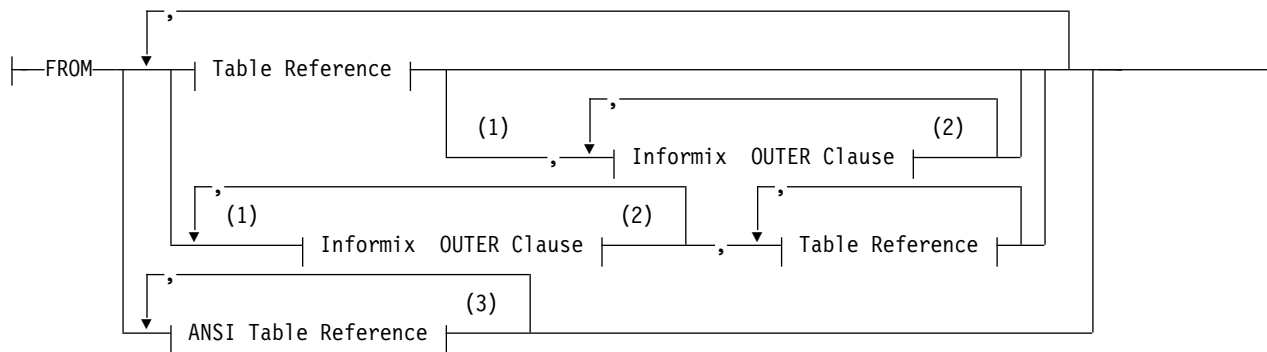 ,
FROM Table Reference
, (1) (2)
, Informix OUTER Clause
, ,
(1) (2)
Informix OUTER Clause , Table Reference
,
(3)
ANSI Table Reference